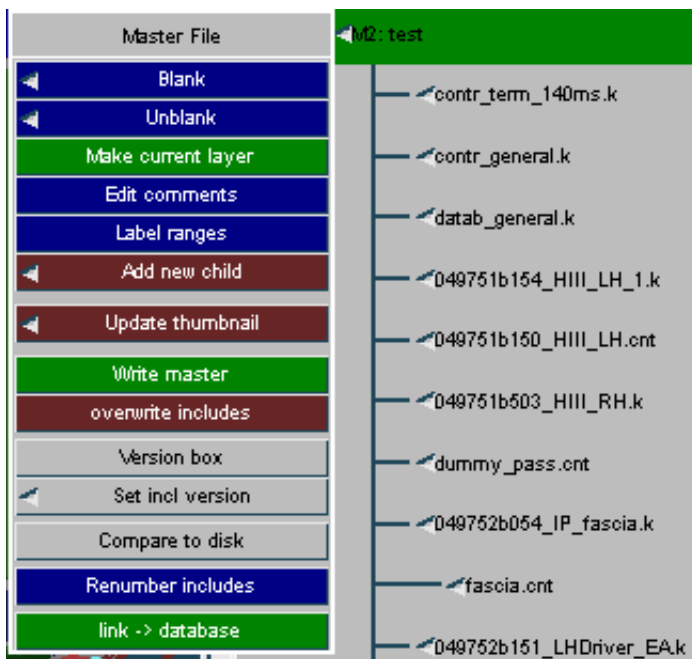 Master File
Blank
Unblank
Make current layer
Edit comments
Label ranges
Add new child
Update thumbnail
Write master
overwrite includes
Version box
Set incl version
Compare to disk
Renumber includes
link -> database
M2: test
contr_term_140ms.k
contr_general.k
datab_general.k
049751b154_HIII_LH_1.k
049751b150_HIII_LH.cnt
049751b503_HIII_RH.k
dummy_pass.cnt
049752b054_IP_fascia.k
fascia.cnt
049752b151_LHDriver_EA.k